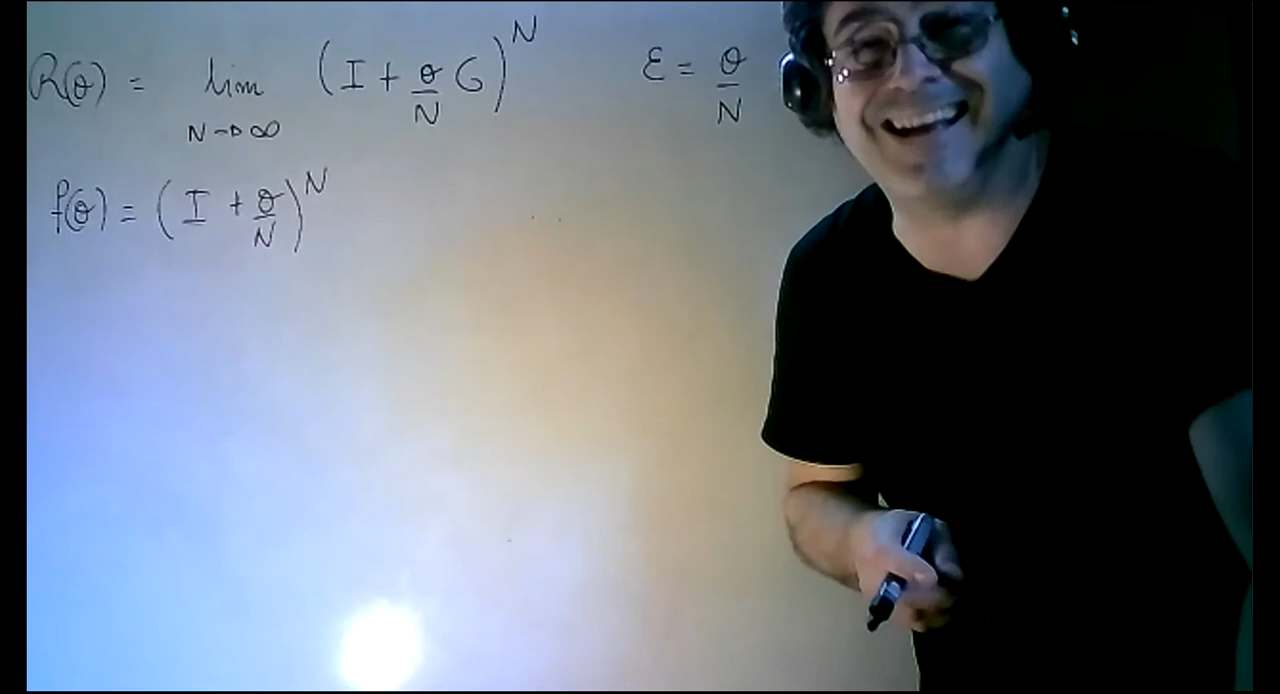 R(θ) = lim N→∞ (I + θ/N G)^N    ε = θ/N
f(θ) = (I + θ/N)^N